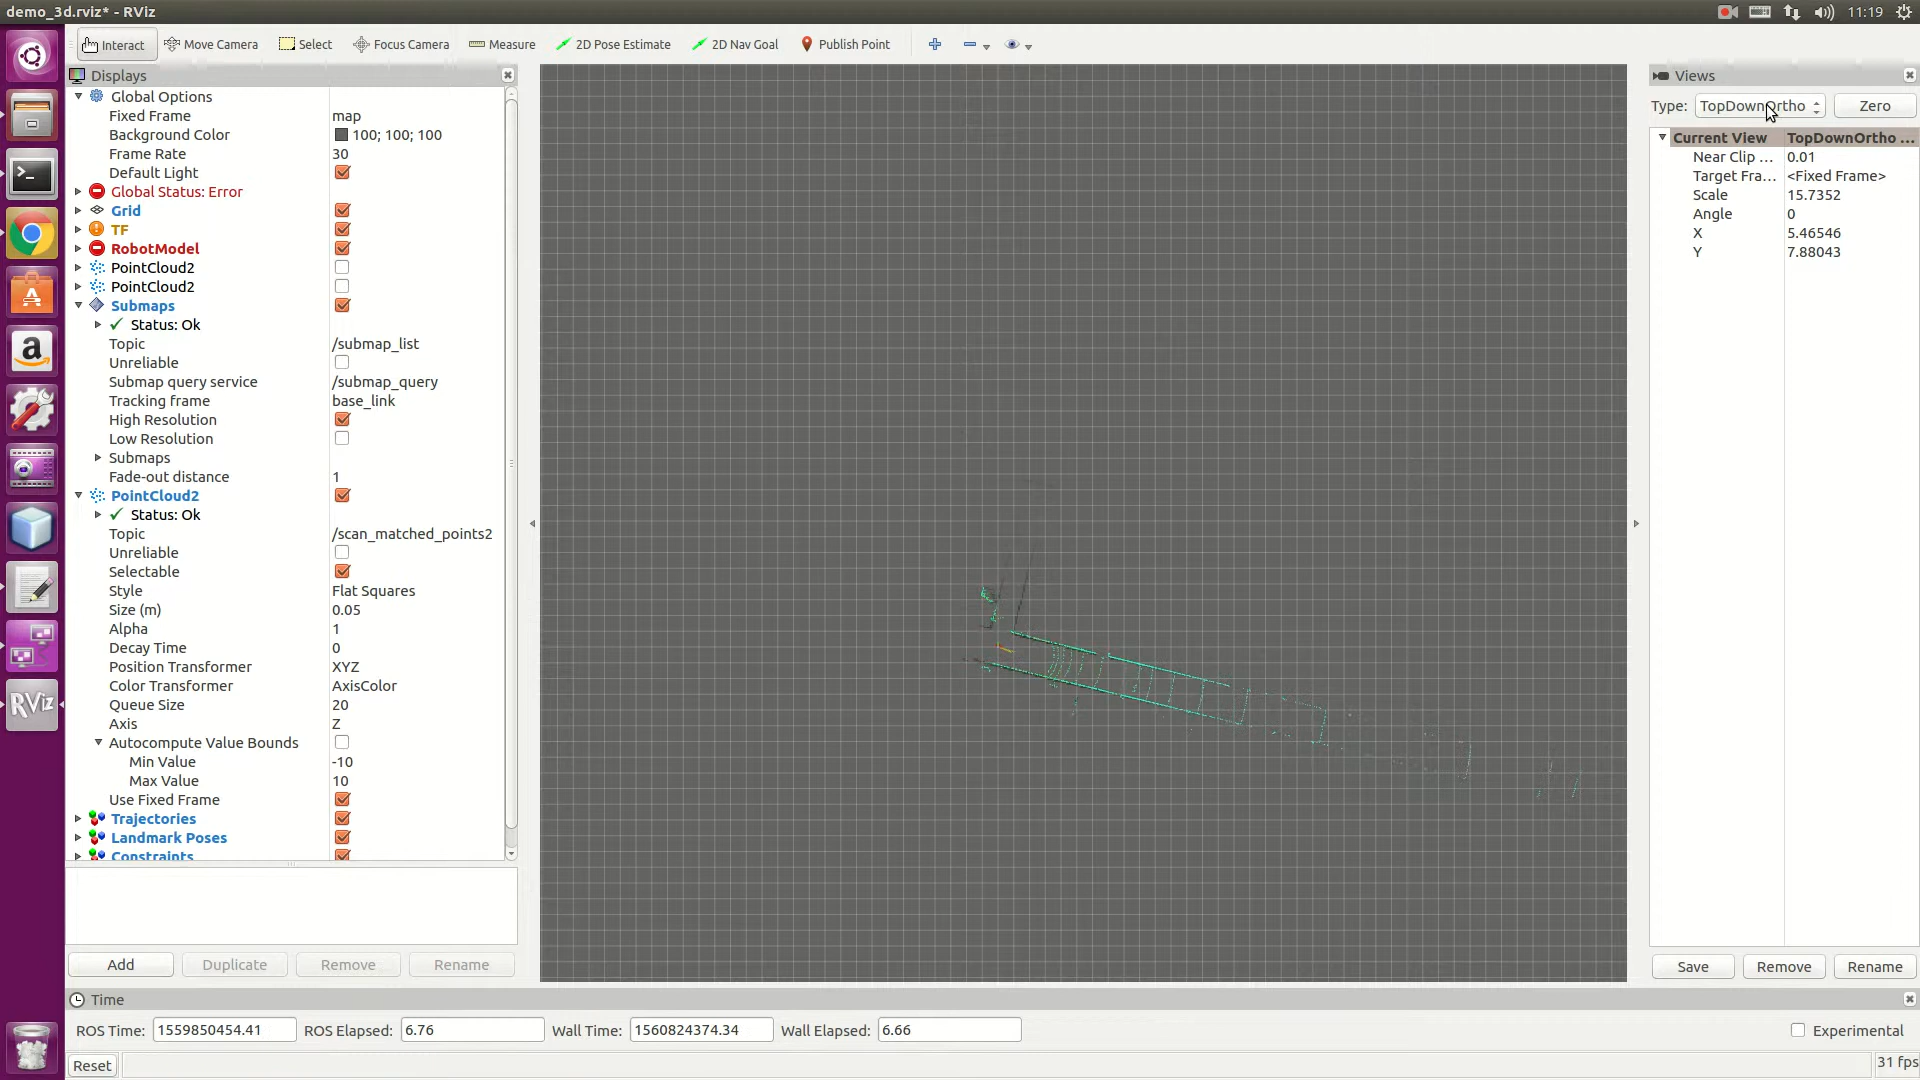 demo_3d.rviz* - RViz
11:19
Interact
Move Camera
Select
Focus Camera
Measure
2D Pose Estimate
2D Nav Goal
Publish Point
Displays
Global Options
Fixed Frame map
Background Color 100; 100; 100
Frame Rate 30
Default Light
Global Status: Error
Grid
TF
RobotModel
PointCloud2
PointCloud2
Submaps
Status: Ok
Topic /submap_list
Unreliable
Submap query service /submap_query
Tracking frame base_link
High Resolution
Low Resolution
Submaps
Fade-out distance 1
PointCloud2
Status: Ok
Topic /scan_matched_points2
Unreliable
Selectable
Style Flat Squares
Size (m) 0.05
Alpha 1
Decay Time 0
Position Transformer XYZ
Color Transformer AxisColor
Queue Size 20
Axis Z
Autocompute Value Bounds
Min Value -10
Max Value 10
Use Fixed Frame
Trajectories
Landmark Poses
Constraints
Add
Duplicate
Remove
Rename
Views
Type: TopDownOrtho Zero
Current View TopDownOrtho ...
Near Clip ... 0.01
Target Fra... <Fixed Frame>
Scale 15.7352
Angle 0
X 5.46546
Y 7.88043
Save
Remove
Rename
a
RViz
Time
ROS Time: 1559850454.41 ROS Elapsed: 6.76 Wall Time: 1560824374.34 Wall Elapsed: 6.66 Experimental
Reset
31 fps